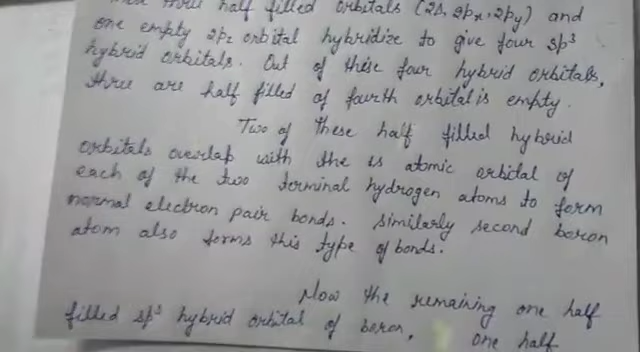 three half filled orbitals (2s, 2px, 2py) and
one empty 2pz orbital hybridize to give four sp³
hybrid orbitals. Out of these four hybrid orbitals,
three are half filled of fourth orbital is empty.
Two of these half filled hybrid
orbitals overlap with the 1s atomic orbital of
each of the two terminal hydrogen atoms to form
normal electron pair bonds. Similarly second boron
atom also forms this type of bonds.
Now the remaining one half
filled sp³ hybrid orbital of boron, one half